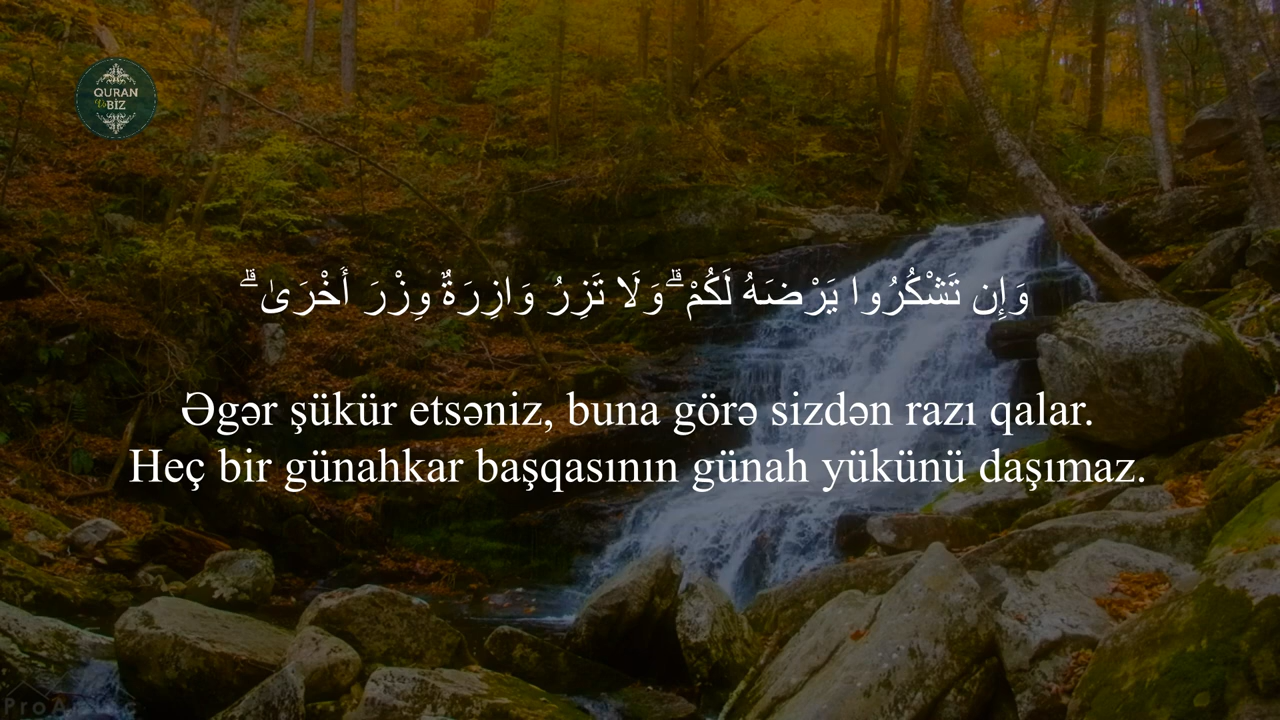 QURAN
Və
BİZ
وَإِن تَشْكُرُوا يَرْضَهُ لَكُمْ ۗ وَلَا تَزِرُ وَازِرَةٌ وِزْرَ أُخْرَىٰ ۗ
Əgər şükür etsəniz, buna görə sizdən razı qalar.
Heç bir günahkar başqasının günah yükünü daşımaz.